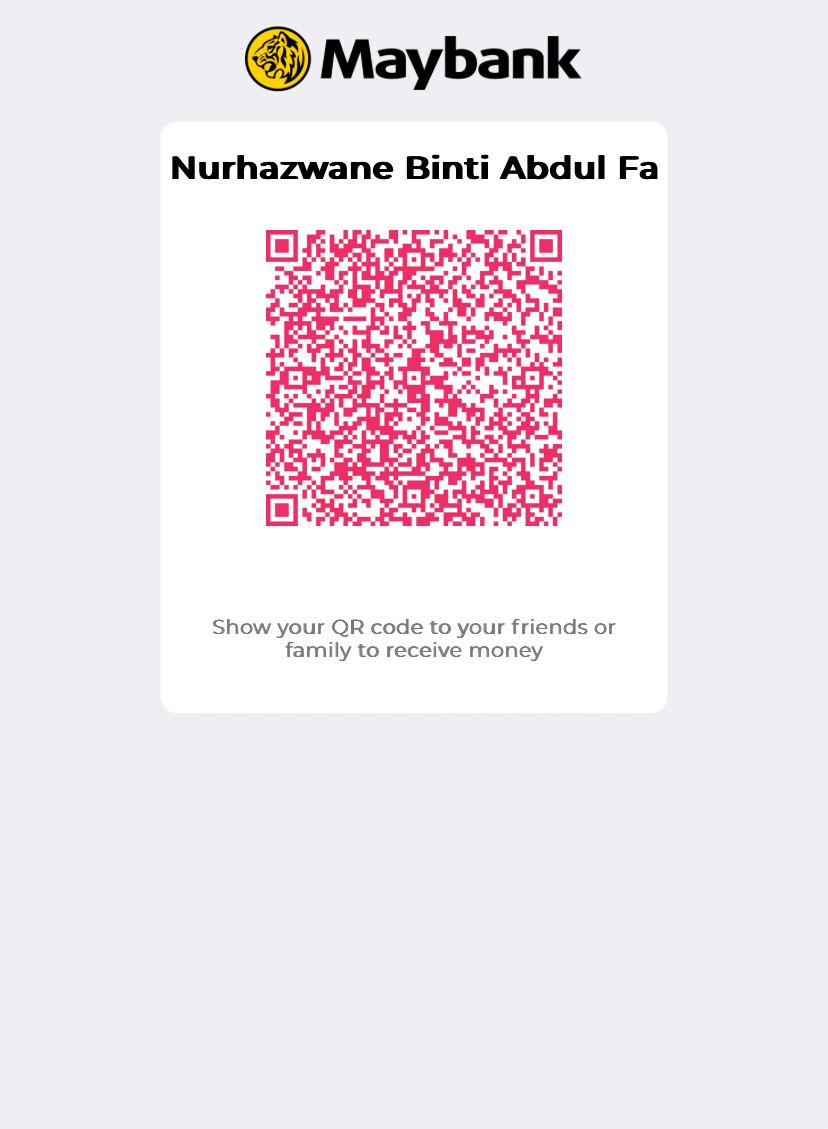 Maybank
Nurhazwane Binti Abdul Fa
Show your QR code to your friends or
family to receive money